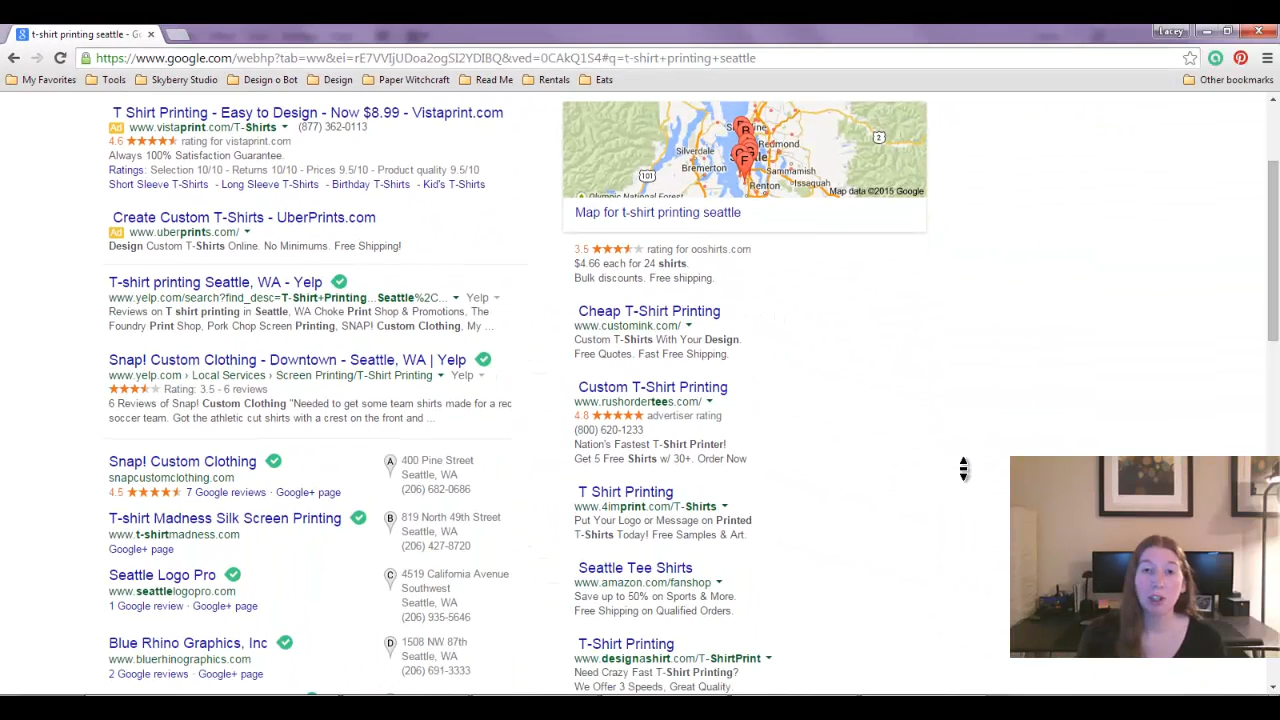 t-shirt printing seattle - Go
Lacey
https://www.google.com/webhp?tab=ww&ei=rE7VVIjUDoa2ogSI2YDIBQ&ved=0CAkQ1S4#q=t-shirt+printing+seattle
My Favorites Tools Skyberry Studio Design o Bot Design Paper Witchcraft Read Me Rentals Eats Other bookmarks
T Shirt Printing - Easy to Design - Now $8.99 - Vistaprint.com
Ad www.vistaprint.com/T-Shirts (877) 362-0113
4.6 rating for vistaprint.com
Always 100% Satisfaction Guarantee.
Ratings: Selection 10/10 - Returns 10/10 - Prices 9.5/10 - Product quality 9.5/10
Short Sleeve T-Shirts - Long Sleeve T-Shirts - Birthday T-Shirts - Kid's T-Shirts
Create Custom T-Shirts - UberPrints.com
Ad www.uberprints.com/
Design Custom T-Shirts Online. No Minimums. Free Shipping!
T-shirt printing Seattle, WA - Yelp
www.yelp.com/search?find_desc=T-Shirt+Printing...Seattle%2C... Yelp
Reviews on T shirt printing in Seattle, WA Choke Print Shop & Promotions, The
Foundry Print Shop, Pork Chop Screen Printing, SNAP! Custom Clothing, My ...
Snap! Custom Clothing - Downtown - Seattle, WA | Yelp
www.yelp.com › Local Services › Screen Printing/T-Shirt Printing Yelp
Rating: 3.5 - 6 reviews
6 Reviews of Snap! Custom Clothing "Needed to get some team shirts made for a rec
soccer team. Got the athletic cut shirts with a crest on the front and ...
Snap! Custom Clothing
snapcustomclothing.com
4.5 7 Google reviews · Google+ page
A 400 Pine Street
Seattle, WA
(206) 682-0686
T-shirt Madness Silk Screen Printing
www.t-shirtmadness.com
Google+ page
B 819 North 49th Street
Seattle, WA
(206) 427-8720
Seattle Logo Pro
www.seattlelogopro.com
1 Google review · Google+ page
C 4519 California Avenue
Southwest
Seattle, WA
(206) 935-5646
Blue Rhino Graphics, Inc
www.bluerhinographics.com
2 Google reviews · Google+ page
D 1508 NW 87th
Seattle, WA
(206) 691-3333
B
Redmond
2
Silverdale
Bremerton
F
Sammamish
101
Issaquah
Renton
Olympic National Forest
Map data ©2015 Google
Map for t-shirt printing seattle
3.5 rating for ooshirts.com
$4.66 each for 24 shirts.
Bulk discounts. Free shipping.
Cheap T-Shirt Printing
www.customink.com/
Custom T-Shirts With Your Design.
Free Quotes. Fast Free Shipping.
Custom T-Shirt Printing
www.rushordertees.com/
4.8 advertiser rating
(800) 620-1233
Nation's Fastest T-Shirt Printer!
Get 5 Free Shirts w/ 30+. Order Now
T Shirt Printing
www.4imprint.com/T-Shirts
Put Your Logo or Message on Printed
T-Shirts Today! Free Samples & Art.
Seattle Tee Shirts
www.amazon.com/fanshop
Save up to 50% on Sports & More.
Free Shipping on Qualified Orders.
T-Shirt Printing
www.designashirt.com/T-ShirtPrint
Need Crazy Fast T-Shirt Printing?
We Offer 3 Speeds, Great Quality